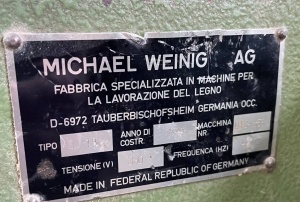 MICHAEL WEINIG AG
FABBRICA SPECIALIZZATA IN MACHINE PER
LA LAVORAZIONE DEL LEGNO
D-6972 TAUBERBISCHOFSHEIM GERMANIA OCC.
TIPO ANNO DI COSTR. MACCHINA NR.
TENSIONE (V) FREQUENZA (HZ)
MADE IN FEDERAL REPUBLIC OF GERMANY